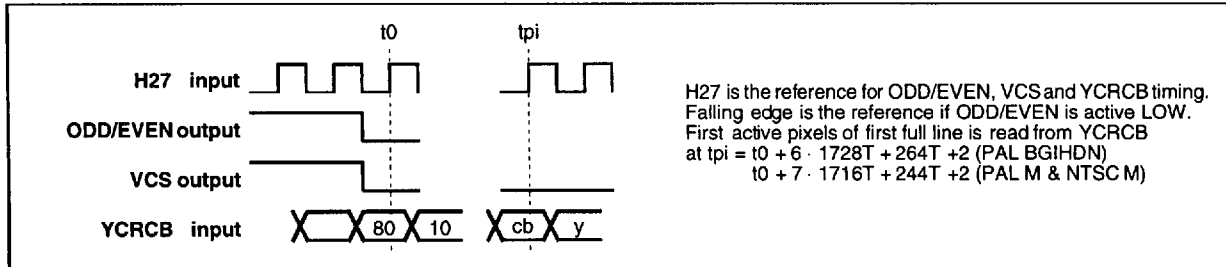 t0 tpi
H27 input
ODD/EVEN output
VCS output
YCRCB input 80 10 cb y
H27 is the reference for ODD/EVEN, VCS and YCRCB timing.
Falling edge is the reference if ODD/EVEN is active LOW.
First active pixels of first full line is read from YCRCB
at tpi = t0 + 6 · 1728T + 264T +2 (PAL BGIHDN)
t0 + 7 · 1716T + 244T +2 (PAL M & NTSC M)